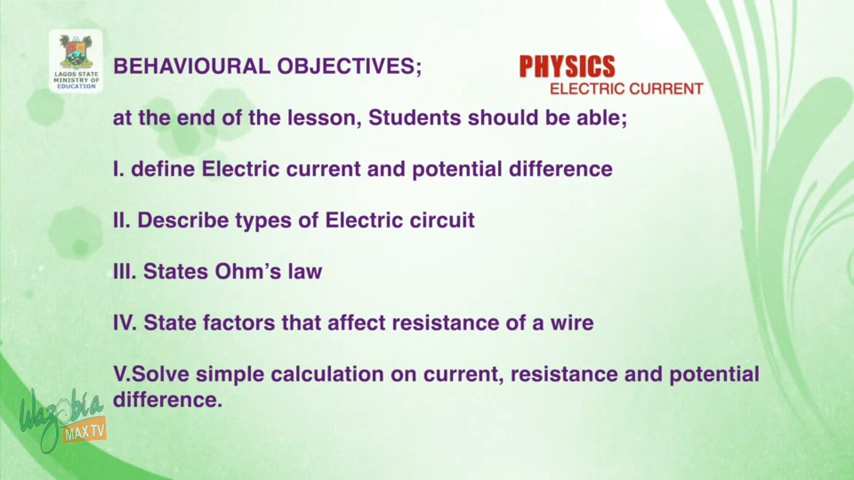 LAGOS STATE
MINISTRY OF
EDUCATION
BEHAVIOURAL OBJECTIVES;
PHYSICS
ELECTRIC CURRENT
at the end of the lesson, Students should be able;
I. define Electric current and potential difference
II. Describe types of Electric circuit
III. States Ohm's law
IV. State factors that affect resistance of a wire
V.Solve simple calculation on current, resistance and potential
difference.
Wazobia
MAX TV